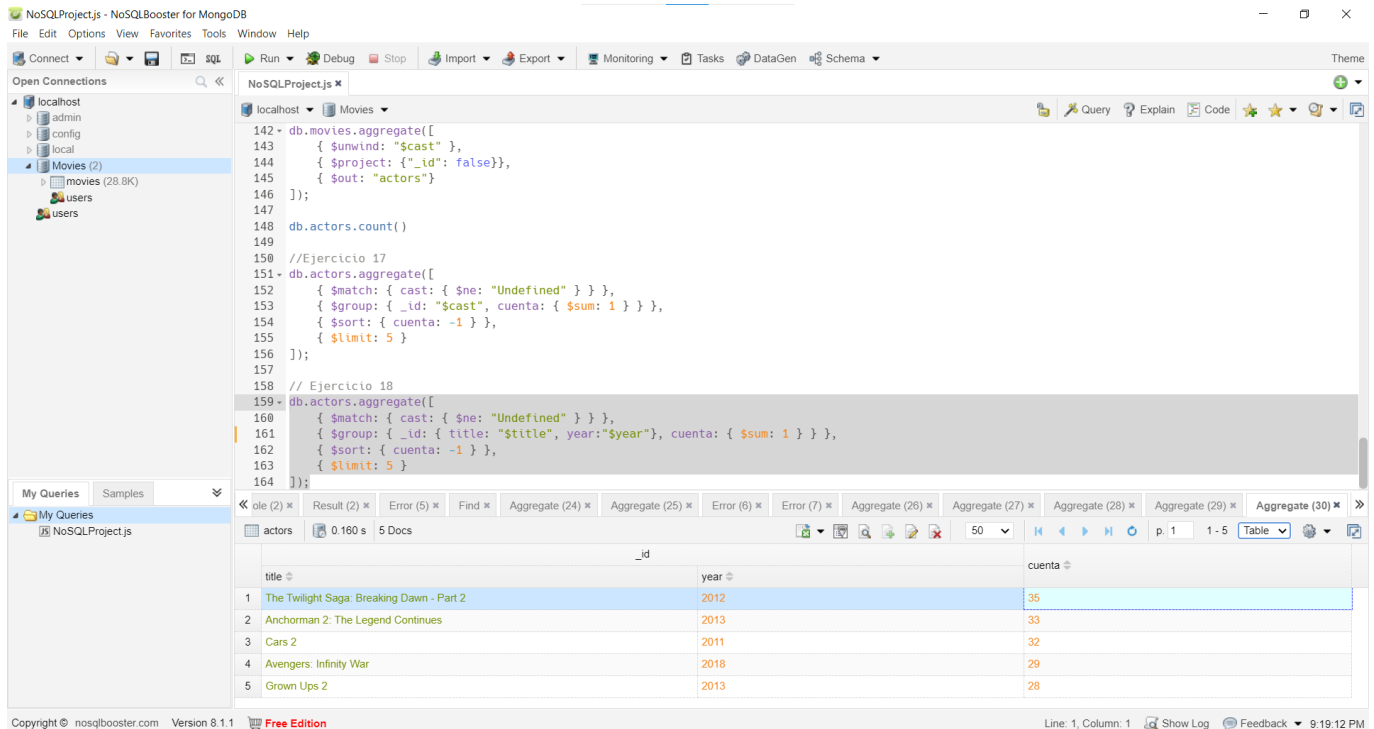 NoSQLProject.js - NoSQLBooster for MongoDB
File Edit Options View Favorites Tools Window Help
Connect SQL Run Debug Stop Import Export Monitoring Tasks DataGen Schema Theme
Open Connections
NoSQLProject.js
localhost
admin
config
local
Movies (2)
movies (28.8K)
users
users
localhost Movies Query Explain Code
142 db.movies.aggregate([
143 { $unwind: "$cast" },
144 { $project: {"_id": false}},
145 { $out: "actors"}
146 ]);
147
148 db.actors.count()
149
150 //Ejercicio 17
151 db.actors.aggregate([
152 { $match: { cast: { $ne: "Undefined" } } },
153 { $group: { _id: "$cast", cuenta: { $sum: 1 } } },
154 { $sort: { cuenta: -1 } },
155 { $limit: 5 }
156 ]);
157
158 // Ejercicio 18
159 db.actors.aggregate([
160 { $match: { cast: { $ne: "Undefined" } } },
161 { $group: { _id: { title: "$title", year:"$year"}, cuenta: { $sum: 1 } } },
162 { $sort: { cuenta: -1 } },
163 { $limit: 5 }
164 ]);
My Queries Samples
My Queries
NoSQLProject.js
ole (2) Result (2) Error (5) Find Aggregate (24) Aggregate (25) Error (6) Error (7) Aggregate (26) Aggregate (27) Aggregate (28) Aggregate (29) Aggregate (30)
actors 0.160 s 5 Docs 50 p. 1 1 - 5 Table
_id cuenta
title year
1 The Twilight Saga: Breaking Dawn - Part 2 2012 35
2 Anchorman 2: The Legend Continues 2013 33
3 Cars 2 2011 32
4 Avengers: Infinity War 2018 29
5 Grown Ups 2 2013 28
Copyright © nosqlbooster.com Version 8.1.1 Free Edition Line: 1, Column: 1 Show Log Feedback 9:19:12 PM